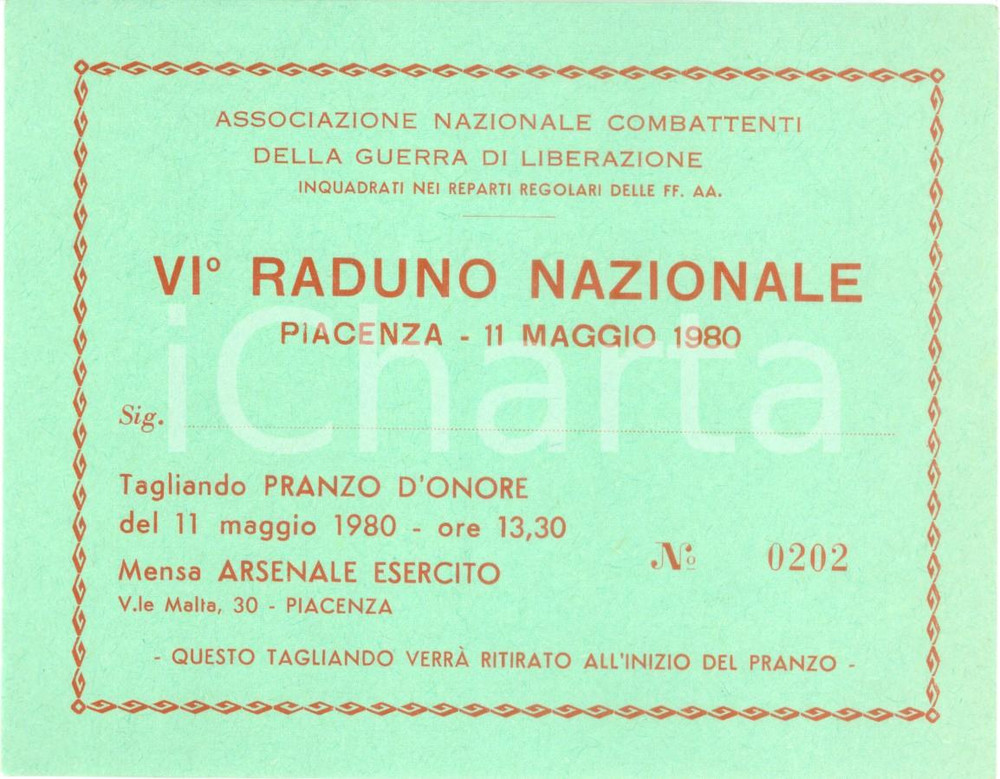 ASSOCIAZIONE NAZIONALE COMBATTENTI
DELLA GUERRA DI LIBERAZIONE
INQUADRATI NEI REPARTI REGOLARI DELLE FF. AA.
VI° RADUNO NAZIONALE
PIACENZA - 11 MAGGIO 1980
iCharta
Sig.
Tagliando PRANZO D'ONORE
del 11 maggio 1980 - ore 13,30
Mensa ARSENALE ESERCITO
V.le Malta, 30 - PIACENZA
Nº 0202
- QUESTO TAGLIANDO VERRÀ RITIRATO ALL'INIZIO DEL PRANZO -